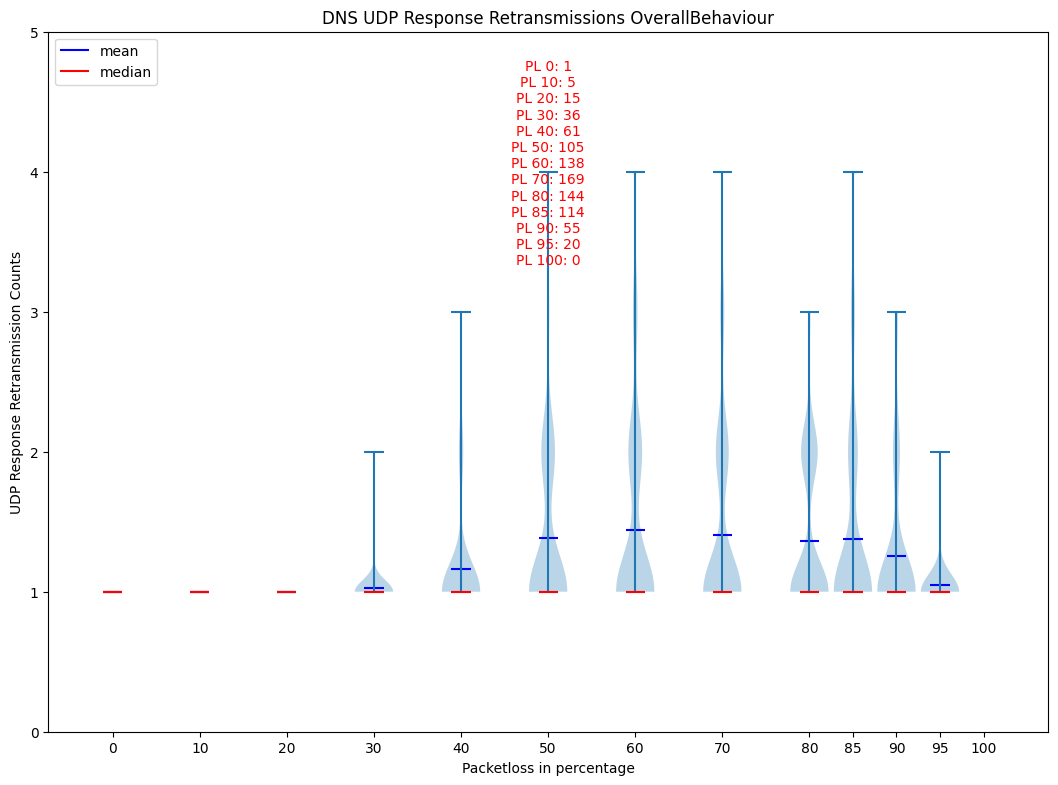 DNS UDP Response Retransmissions OverallBehaviour
mean
median
PL 0: 1
PL 10: 5
PL 20: 15
PL 30: 36
PL 40: 61
PL 50: 105
PL 60: 138
PL 70: 169
PL 80: 144
PL 85: 114
PL 90: 55
PL 95: 20
PL 100: 0
UDP Response Retransmission Counts
5
4
3
2
1
0
0 10 20 30 40 50 60 70 80 85 90 95 100
Packetloss in percentage